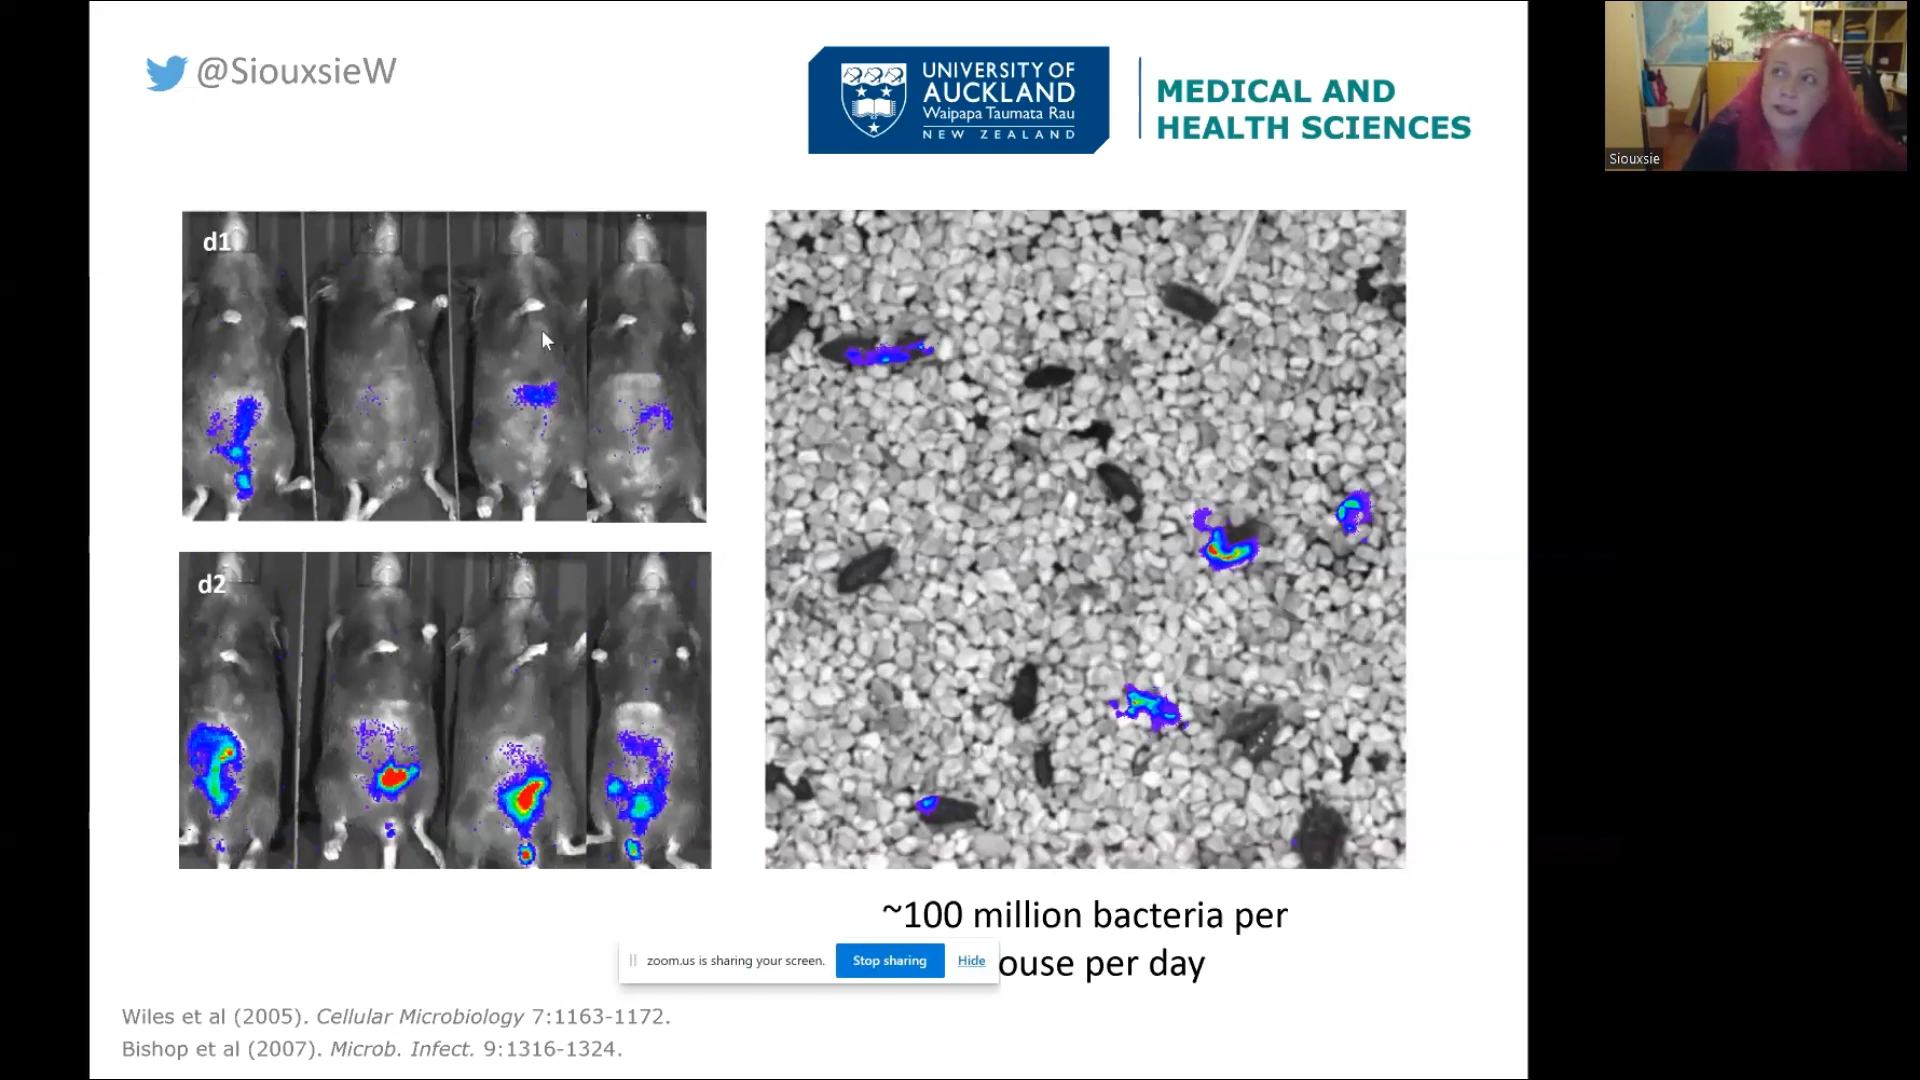 @SiouxsieW
UNIVERSITY OF
AUCKLAND
Waipapa Taumata Rau
NEW ZEALAND
MEDICAL AND
HEALTH SCIENCES
Siouxsie
d1
d2
~100 million bacteria per
ouse per day
zoom.us is sharing your screen.
Stop sharing
Hide
Wiles et al (2005). Cellular Microbiology 7:1163-1172.
Bishop et al (2007). Microb. Infect. 9:1316-1324.